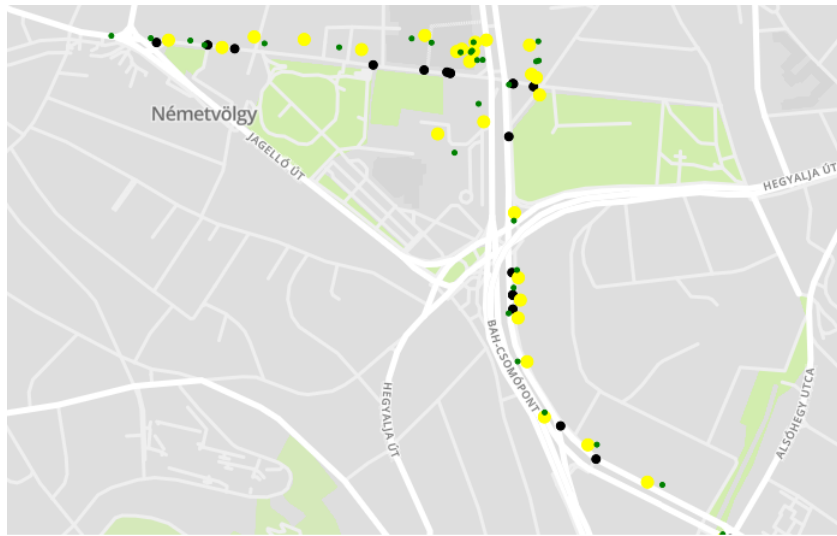 Németvölgy
JAGELLÓ ÚT
HEGYALJA ÚT
BAH-CSOMÓPONT
HEGYALJA ÚT
ALSÓHEGY UTCA